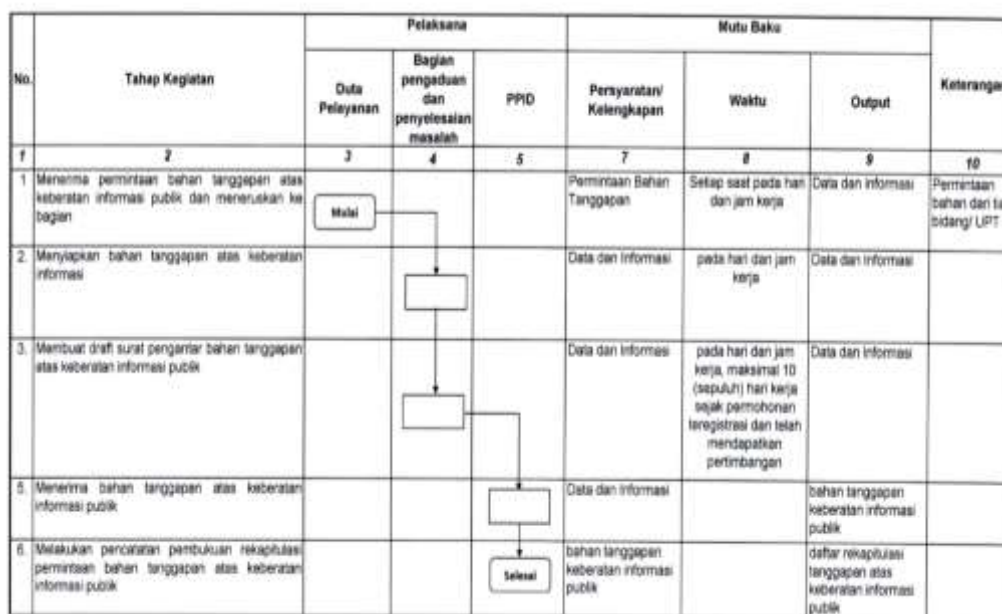 Pelaksana
Mutu Baku
No.
Tahap Kegiatan
Duta
Pelayanan
Bagian
pengaduan
dan
penyelesaian
masalah
PPID
Persyaratan/
Kelengkapan
Waktu
Output
Keterangan
1
2
3
4
5
7
8
9
10
1
Menerima permintaan bahan tanggapan atas
keberatan informasi publik dan meneruskan ke
bagian
Mulai
Permintaan Bahan
Tanggapan
Setiap saat pada hari
dan jam kerja
Data dan informasi
Permintaan
bahan dari
bidang/ UPT
2.
Menyiapkan bahan tanggapan atas keberatan
informasi
Data dan Informasi
pada hari dan jam
kerja
Data dan Informasi
3.
Membuat draft surat pengantar bahan tanggapan
atas keberatan informasi publik
Data dan Informasi
pada hari dan jam
kerja, maksimal 10
(sepuluh) hari kerja
sejak permohonan
teregistrasi dan telah
mendapatkan
pertimbangan
Data dan Informasi
5.
Menerima bahan tanggapan atas keberatan
informasi publik
Data dan Informasi
bahan tanggapan
keberatan informasi
publik
6.
Melakukan pencatatan pembukuan rekapitulasi
permintaan bahan tanggapan atas keberatan
informasi publik
Selesai
bahan tanggapan
keberatan informasi
publik
daftar rekapitulasi
tanggapan atas
keberatan informasi
publik